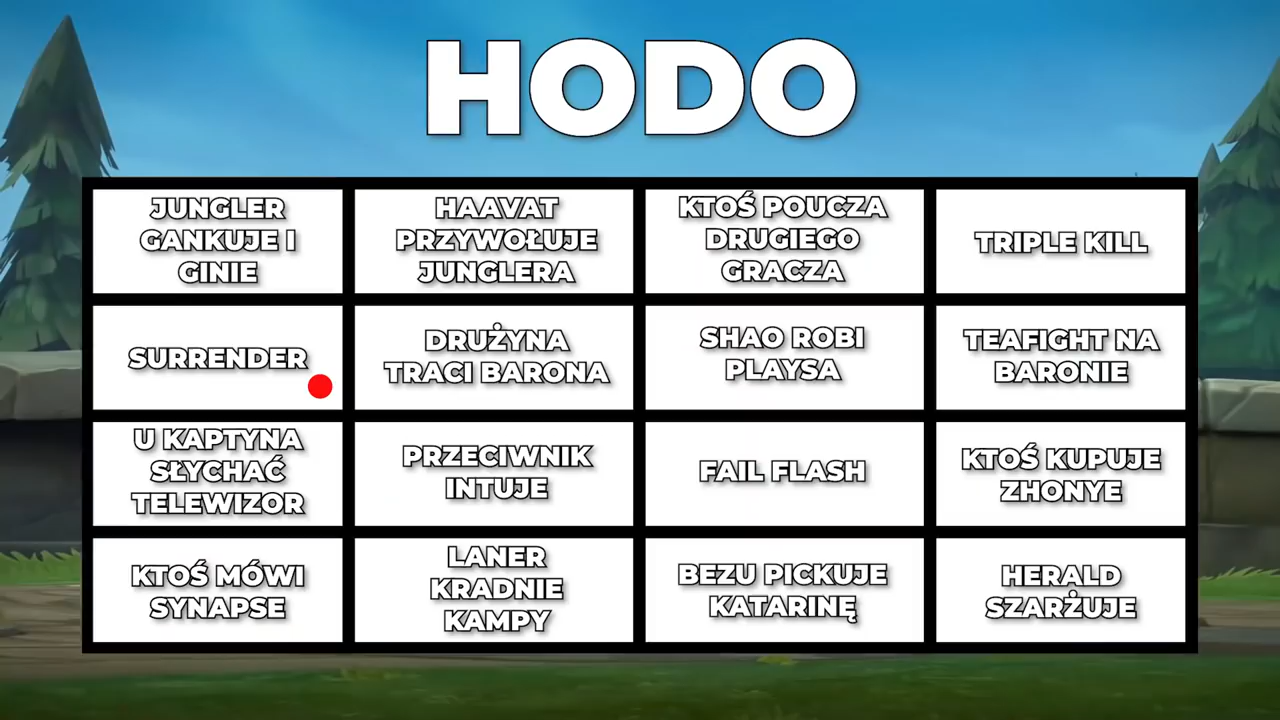 HODO
JUNGLER
GANKUJE I
GINIE
HAAVAT
PRZYWOŁUJE
JUNGLERA
KTOŚ POUCZA
DRUGIEGO
GRACZA
TRIPLE KILL
SURRENDER
DRUŻYNA
TRACI BARONA
SHAO ROBI
PLAYSA
TEAFIGHT NA
BARONIE
U KAPTYNA
SŁYCHAĆ
TELEWIZOR
PRZECIWNIK
INTUJE
FAIL FLASH
KTOŚ KUPUJE
ZHONYE
KTOŚ MÓWI
SYNAPSE
LANER
KRADNIE
KAMPY
BEZU PICKUJE
KATARINĘ
HERALD
SZARŻUJE